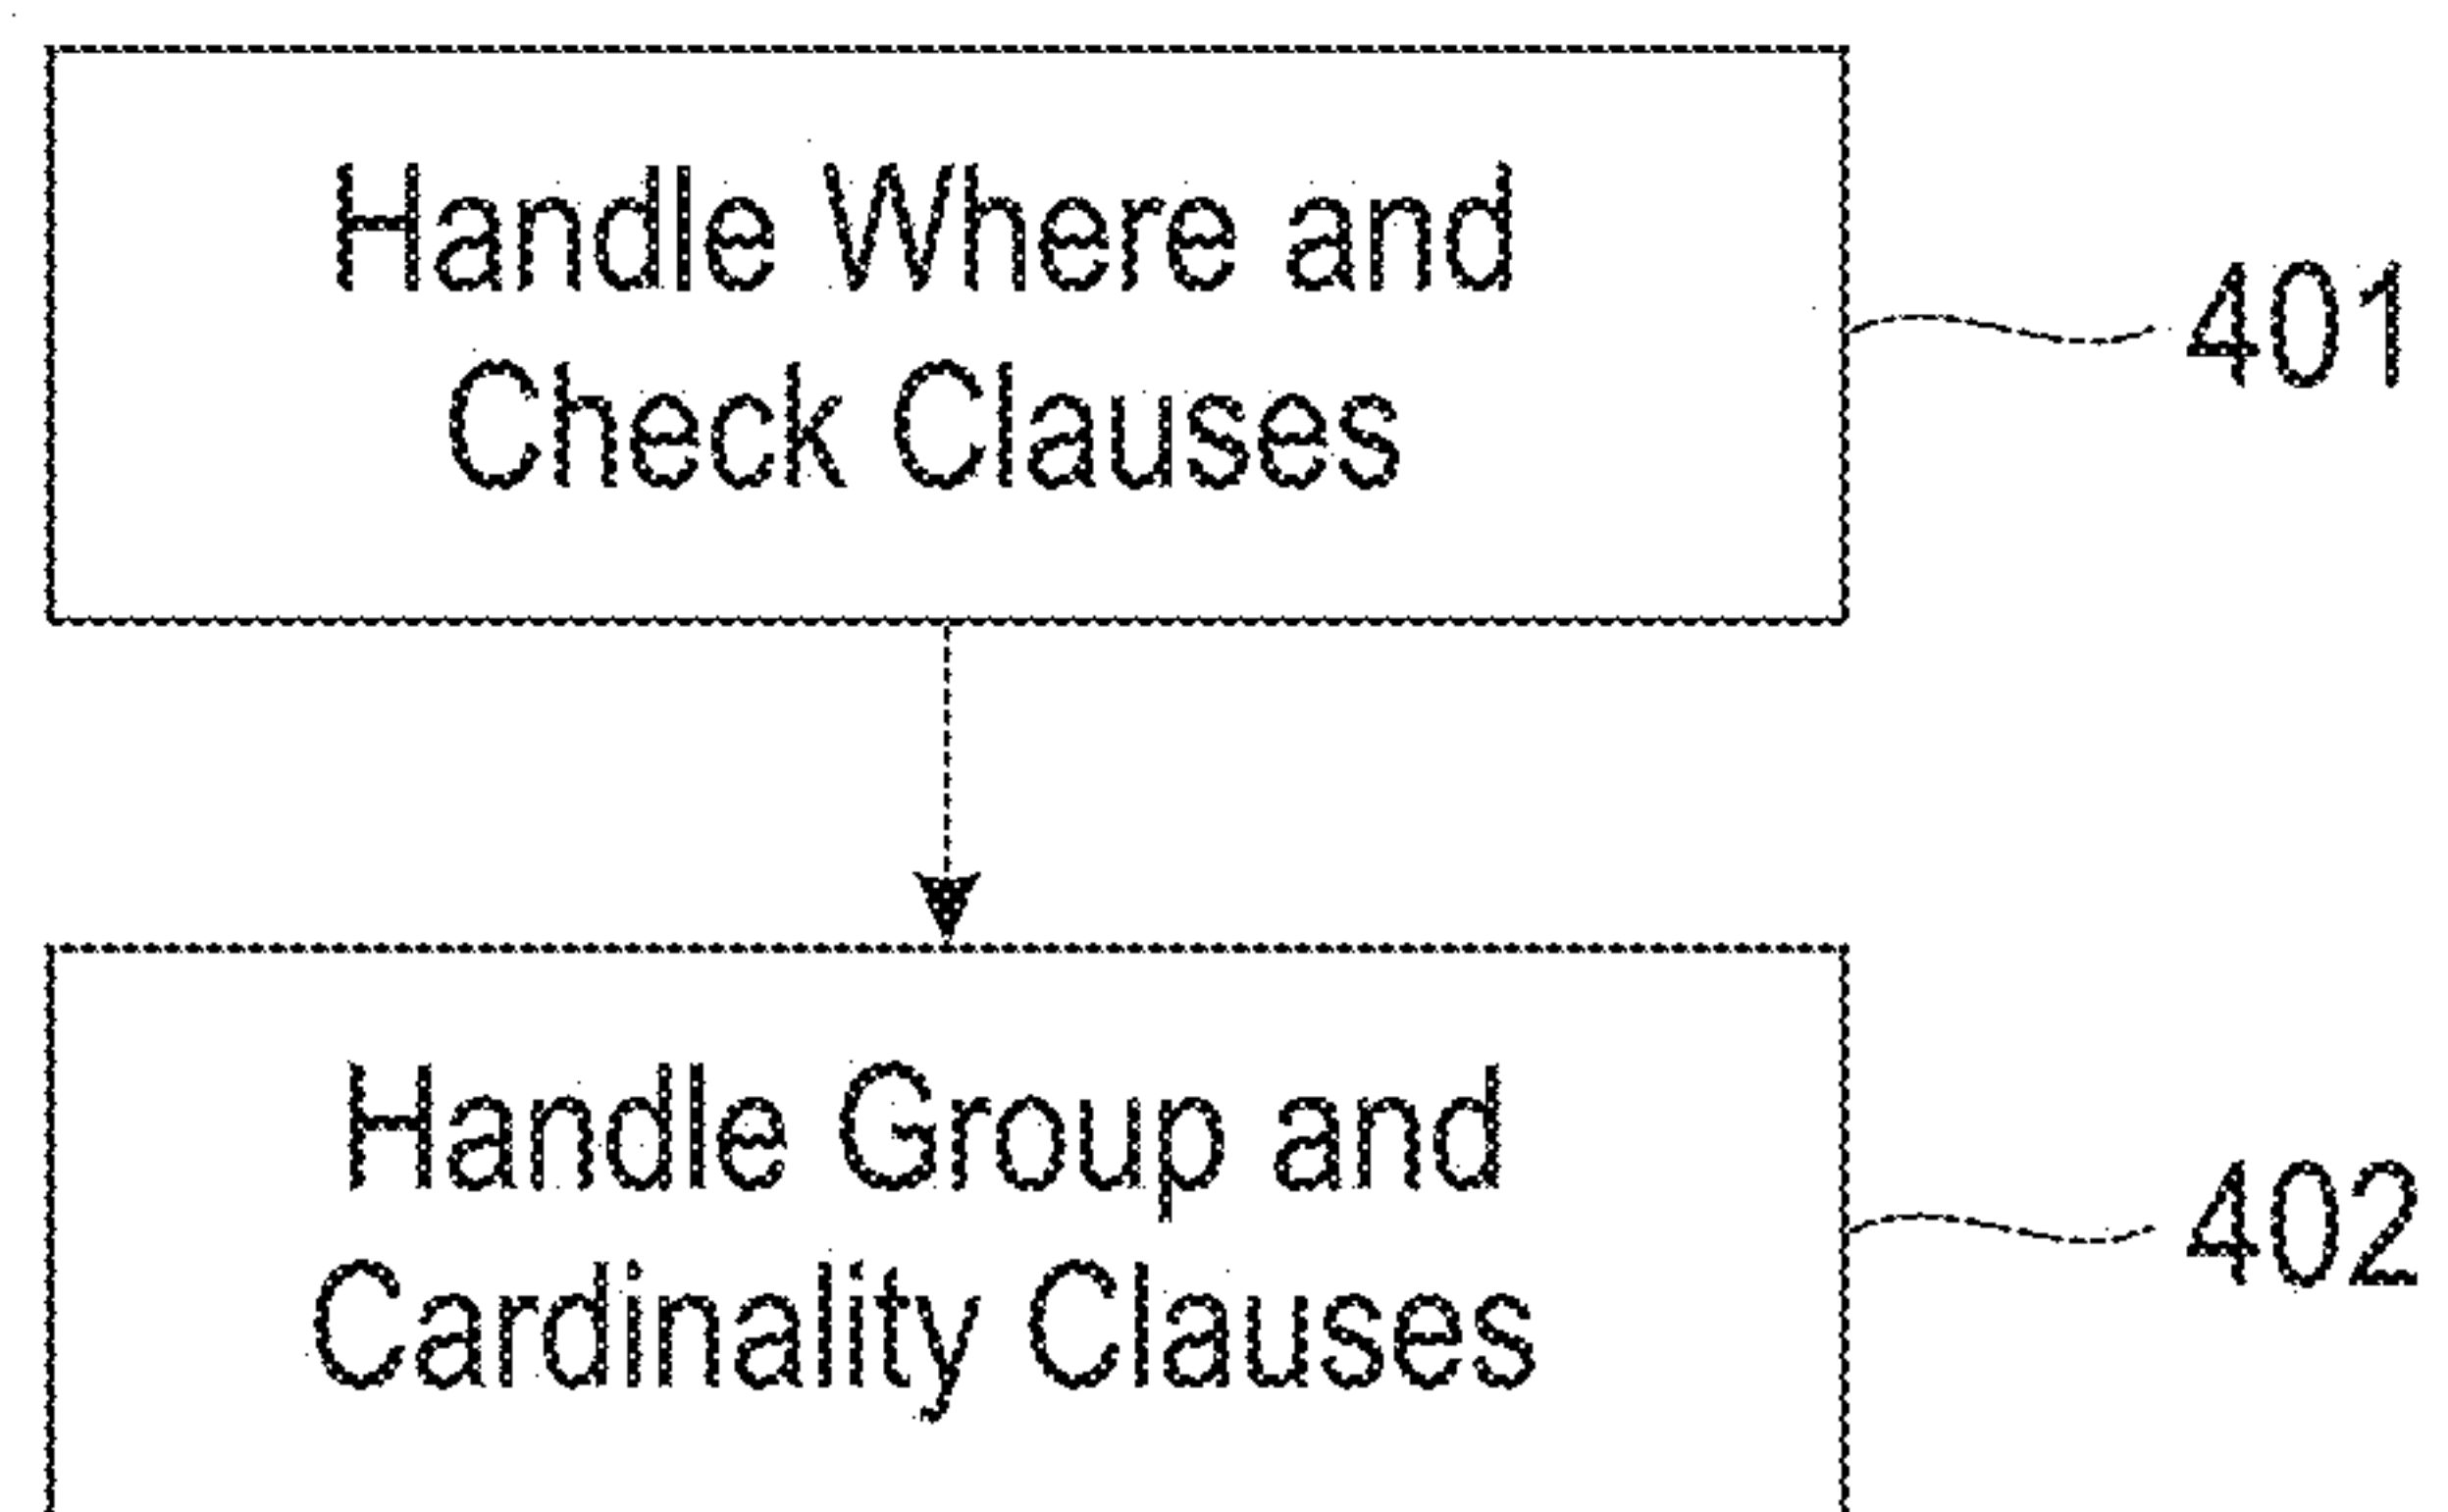 Handle Where and
Check Clauses
401
Handle Group and
Cardinality Clauses
402